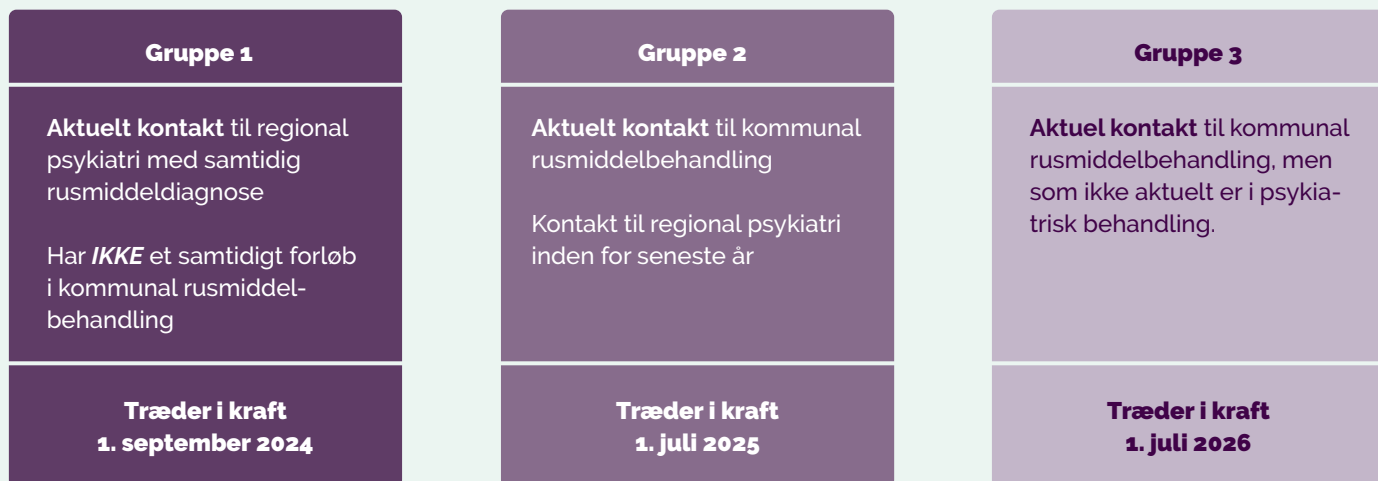 Gruppe 1
Aktuelt kontakt til regional
psykiatri med samtidig
rusmiddeldiagnose
Har IKKE et samtidigt forløb
i kommunal rusmiddel-
behandling
Træder i kraft
1. september 2024
Gruppe 2
Aktuelt kontakt til kommunal
rusmiddelbehandling
Kontakt til regional psykiatri
inden for seneste år
Træder i kraft
1. juli 2025
Gruppe 3
Aktuel kontakt til kommunal
rusmiddelbehandling, men
som ikke aktuelt er i psykia-
trisk behandling.
Træder i kraft
1. juli 2026